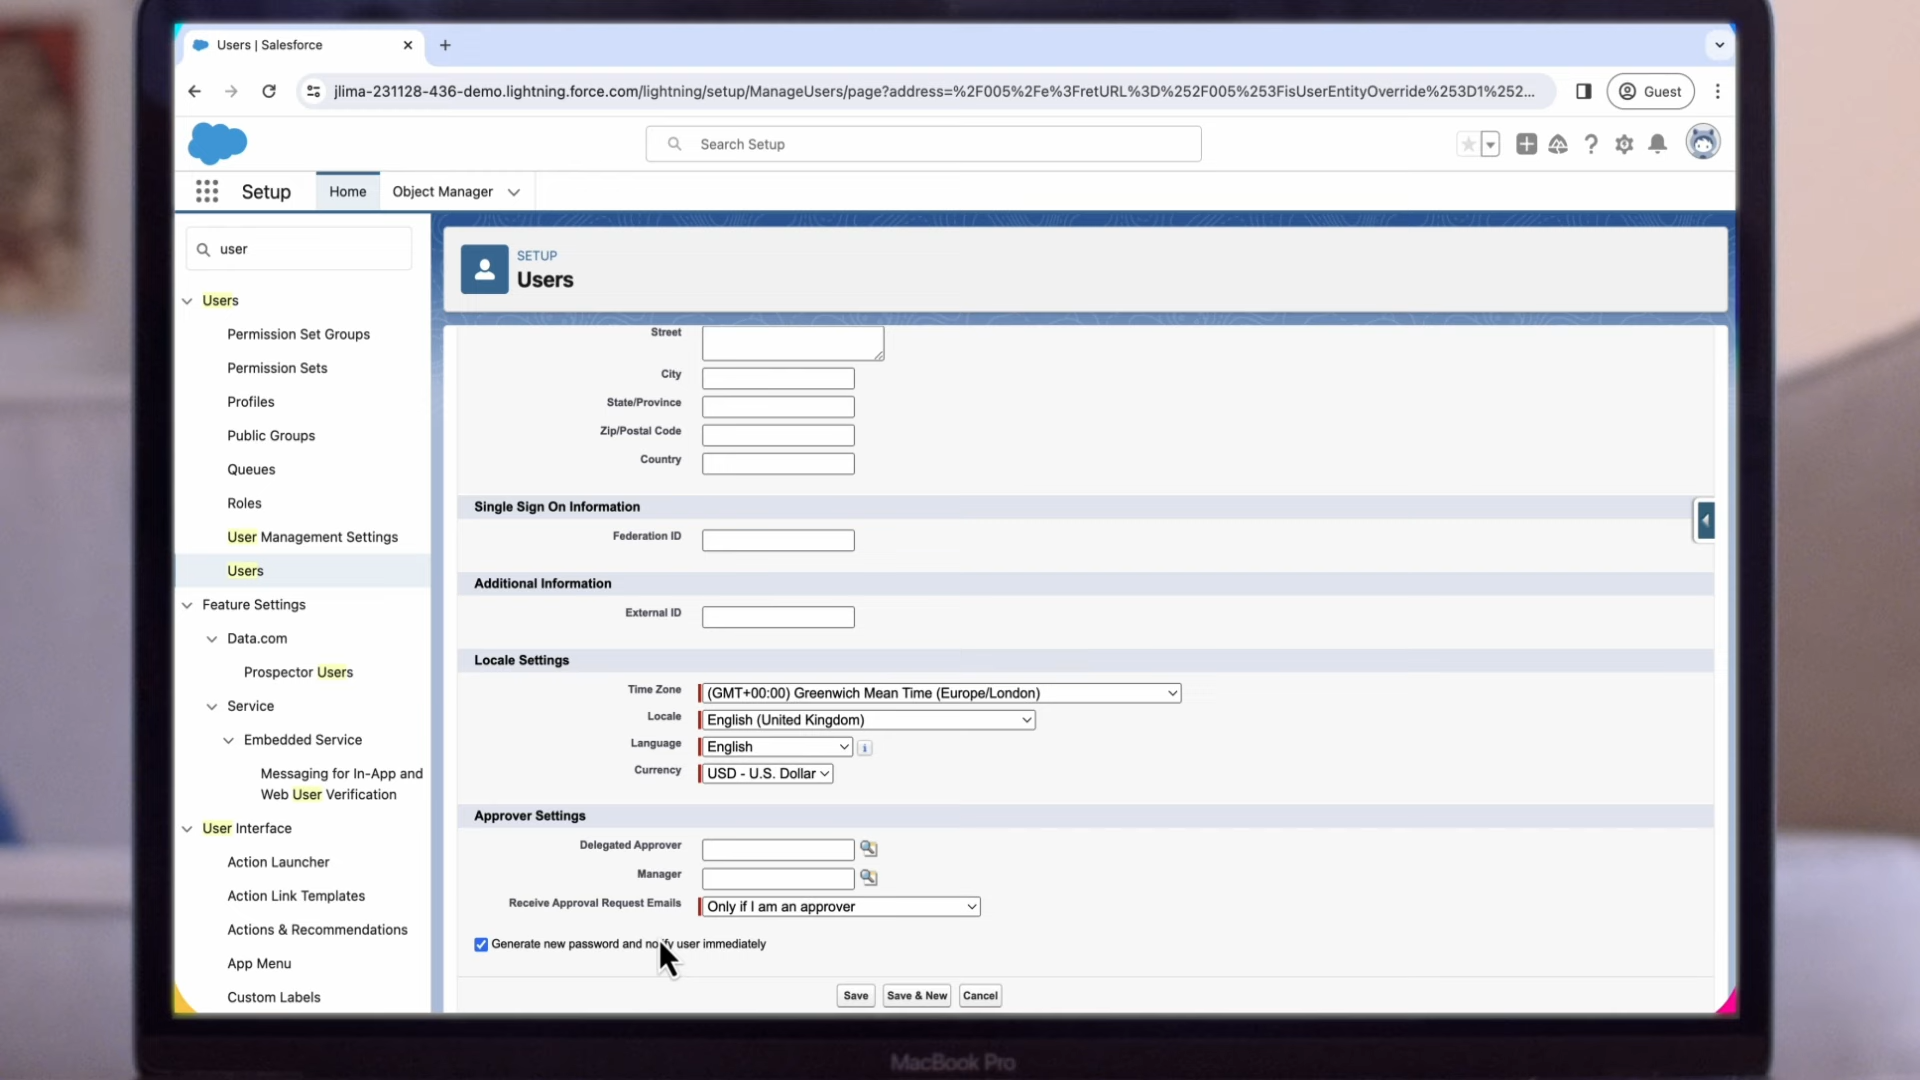 Users | Salesforce
jlima-231128-436-demo.lightning.force.com/lightning/setup/ManageUsers/page?address=%2F005%2Fe%3FretURL%3D%252F005%253FisUserEntityOverride%253D1%252...
Guest
Search Setup
Setup
Home
Object Manager
user
Users
Permission Set Groups
Permission Sets
Profiles
Public Groups
Queues
Roles
User Management Settings
Users
Feature Settings
Data.com
Prospector Users
Service
Embedded Service
Messaging for In-App and
Web User Verification
User Interface
Action Launcher
Action Link Templates
Actions & Recommendations
App Menu
Custom Labels
SETUP
Users
Street
City
State/Province
Zip/Postal Code
Country
Single Sign On Information
Federation ID
Additional Information
External ID
Locale Settings
Time Zone (GMT+00:00) Greenwich Mean Time (Europe/London)
Locale English (United Kingdom)
Language English
Currency USD - U.S. Dollar
Approver Settings
Delegated Approver
Manager
Receive Approval Request Emails Only if I am an approver
Generate new password and notify user immediately
Save Save & New Cancel
MacBook Pro